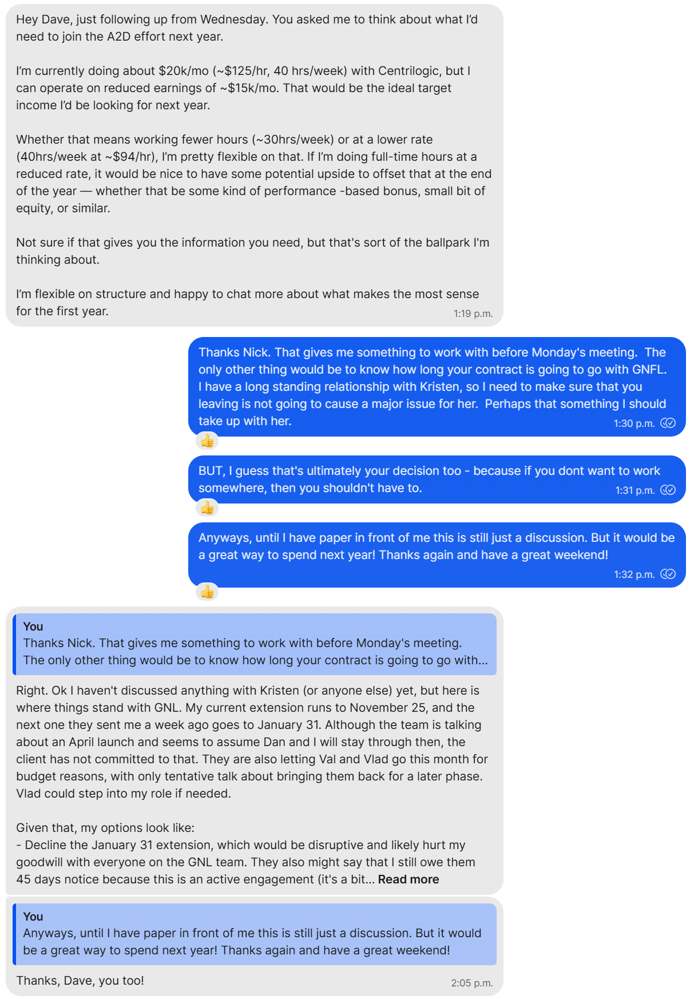 Hey Dave, just following up from Wednesday. You asked me to think about what I’d
need to join the A2D effort next year.
I’m currently doing about $20k/mo (~$125/hr, 40 hrs/week) with Centrilogic, but I
can operate on reduced earnings of ~$15k/mo. That would be the ideal target
income I’d be looking for next year.
Whether that means working fewer hours (~30hrs/week) or at a lower rate
(40hrs/week at ~$94/hr), I’m pretty flexible on that. If I’m doing full-time hours at a
reduced rate, it would be nice to have some potential upside to offset that at the end
of the year — whether that be some kind of performance -based bonus, small bit of
equity, or similar.
Not sure if that gives you the information you need, but that's sort of the ballpark I'm
thinking about.
I’m flexible on structure and happy to chat more about what makes the most sense
for the first year.
1:19 p.m.
Thanks Nick. That gives me something to work with before Monday's meeting.  The
only other thing would be to know how long your contract is going to go with GNFL.
I have a long standing relationship with Kristen, so I need to make sure that you
leaving is not going to cause a major issue for her.  Perhaps that something I should
take up with her.
1:30 p.m.
👍
BUT, I guess that's ultimately your decision too - because if you dont want to work
somewhere, then you shouldn't have to.
1:31 p.m.
👍
Anyways, until I have paper in front of me this is still just a discussion. But it would be
a great way to spend next year! Thanks again and have a great weekend!
1:32 p.m.
👍
You
Thanks Nick. That gives me something to work with before Monday's meeting.
The only other thing would be to know how long your contract is going to go with...
Right. Ok I haven't discussed anything with Kristen (or anyone else) yet, but here is
where things stand with GNL. My current extension runs to November 25, and the
next one they sent me a week ago goes to January 31. Although the team is talking
about an April launch and seems to assume Dan and I will stay through then, the
client has not committed to that. They are also letting Val and Vlad go this month for
budget reasons, with only tentative talk about bringing them back for a later phase.
Vlad could step into my role if needed.
Given that, my options look like:
- Decline the January 31 extension, which would be disruptive and likely hurt my
goodwill with everyone on the GNL team. They also might say that I still owe them
45 days notice because this is an active engagement (it's a bit... Read more
You
Anyways, until I have paper in front of me this is still just a discussion. But it would
be a great way to spend next year! Thanks again and have a great weekend!
Thanks, Dave, you too!
2:05 p.m.